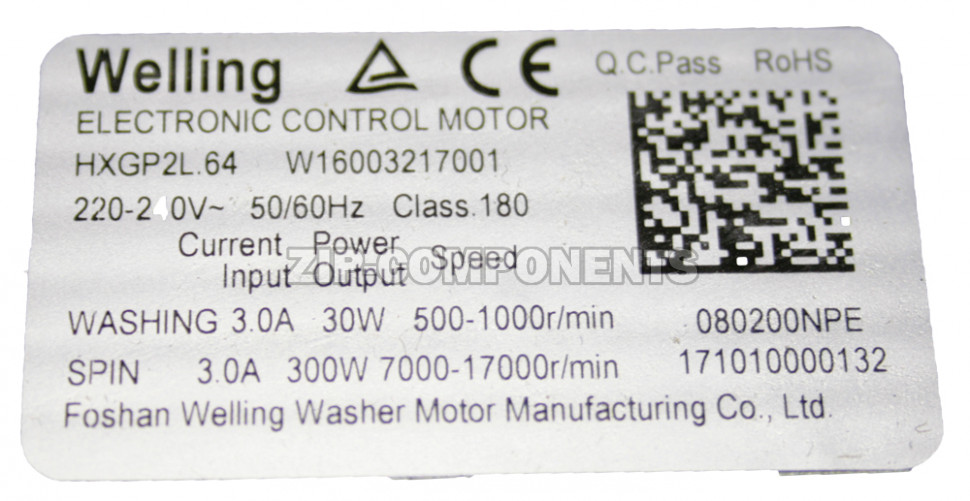 Welling CE Q.C.Pass RoHS
ELECTRONIC CONTROL MOTOR
HXGP2L.64 W16003217001
220-240V~ 50/60Hz Class.180
Current Power Speed
Input Output
ZIP-COMPONENTS
WASHING 3.0A 30W 500-1000r/min 080200NPE
SPIN 3.0A 300W 7000-17000r/min 171010000132
Foshan Welling Washer Motor Manufacturing Co., Ltd.